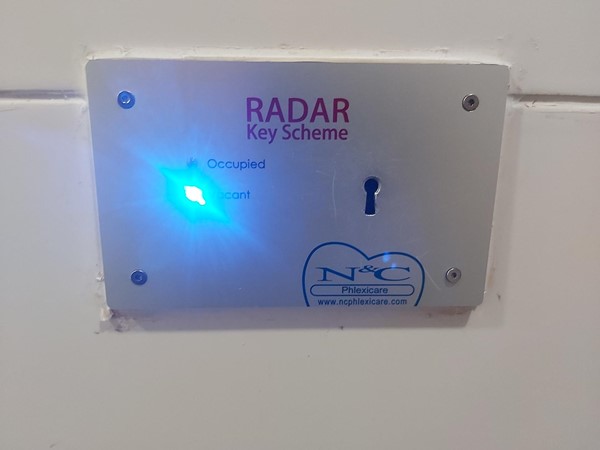 RADAR
Key Scheme
Occupied
N&C
Phlexicare
www.ncphlexicare.com